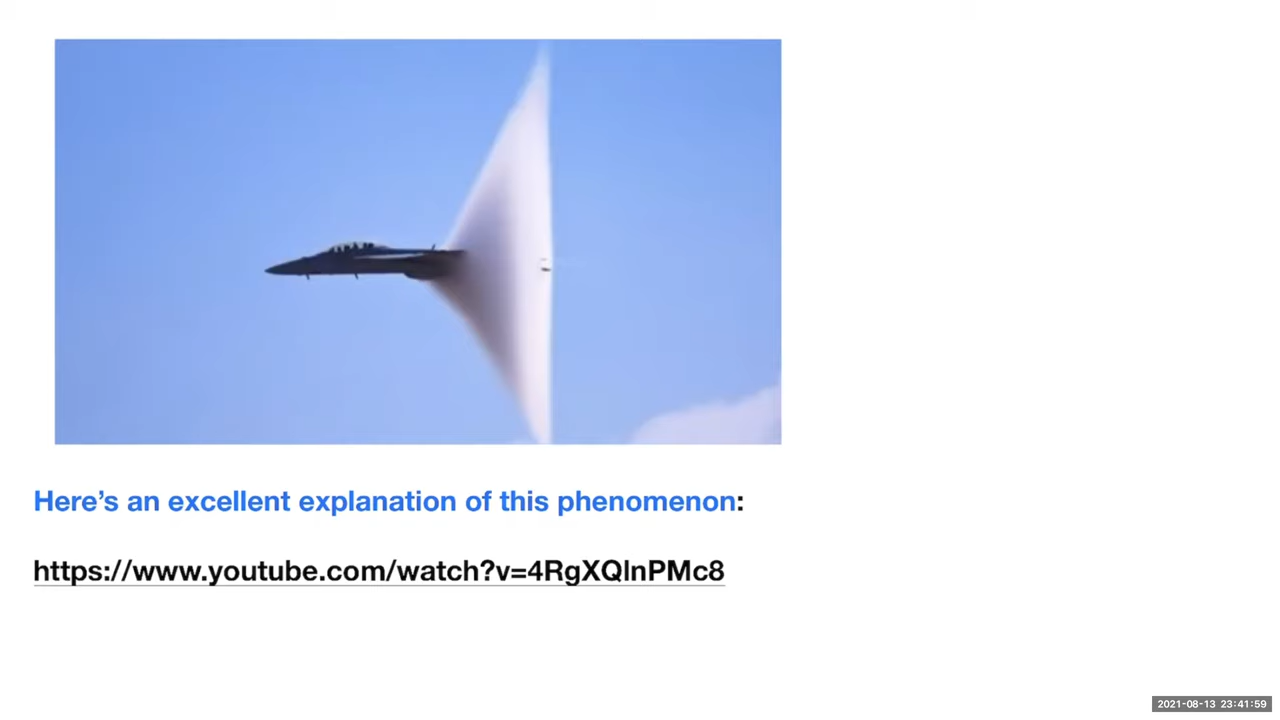 Here’s an excellent explanation of this phenomenon:
https://www.youtube.com/watch?v=4RgXQlnPMc8
2021-08-13 23:41:59